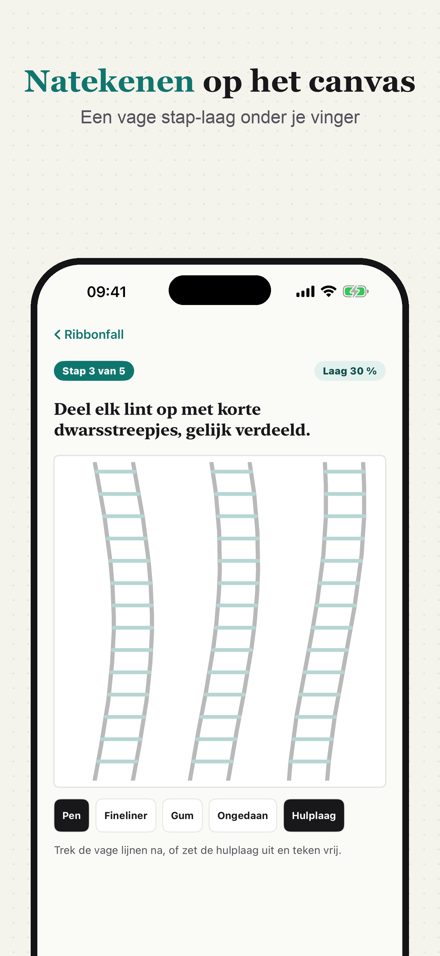 Natekenen op het canvas
Een vage stap-laag onder je vinger
09:41
Ribbonfall
Stap 3 van 5
Laag 30 %
Deel elk lint op met korte
dwarsstreepjes, gelijk verdeeld.
Pen
Fineliner
Gum
Ongedaan
Hulplaag
Trek de vage lijnen na, of zet de hulplaag uit en teken vrij.